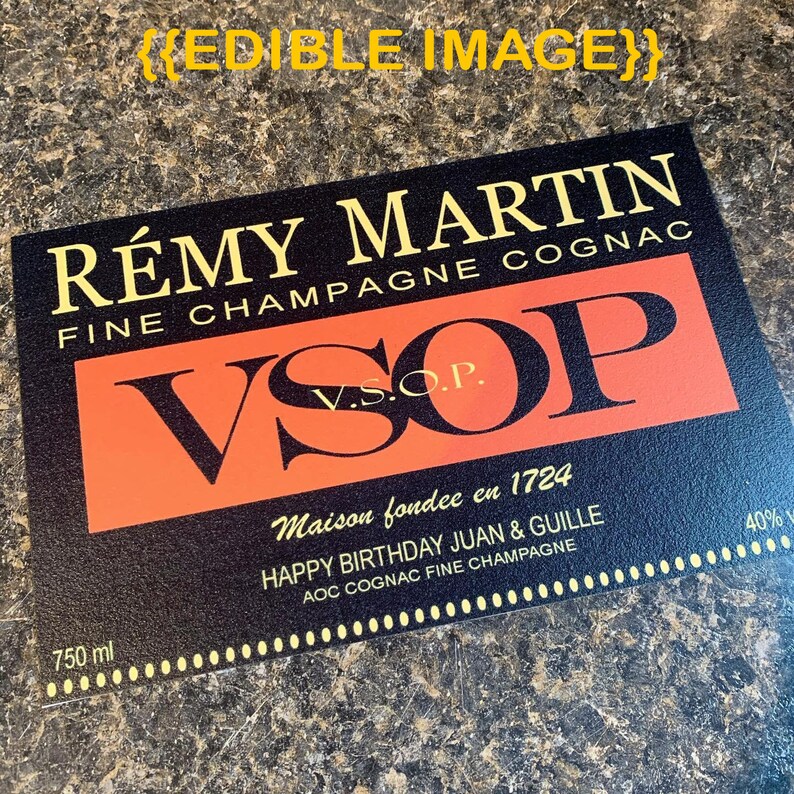 {{EDIBLE IMAGE}}
RÉMY MARTIN
FINE CHAMPAGNE COGNAC
VSOP
V.S.O.P.
Maison fondee en 1724
HAPPY BIRTHDAY JUAN & GUILLE
AOC COGNAC FINE CHAMPAGNE
750 ml
40%